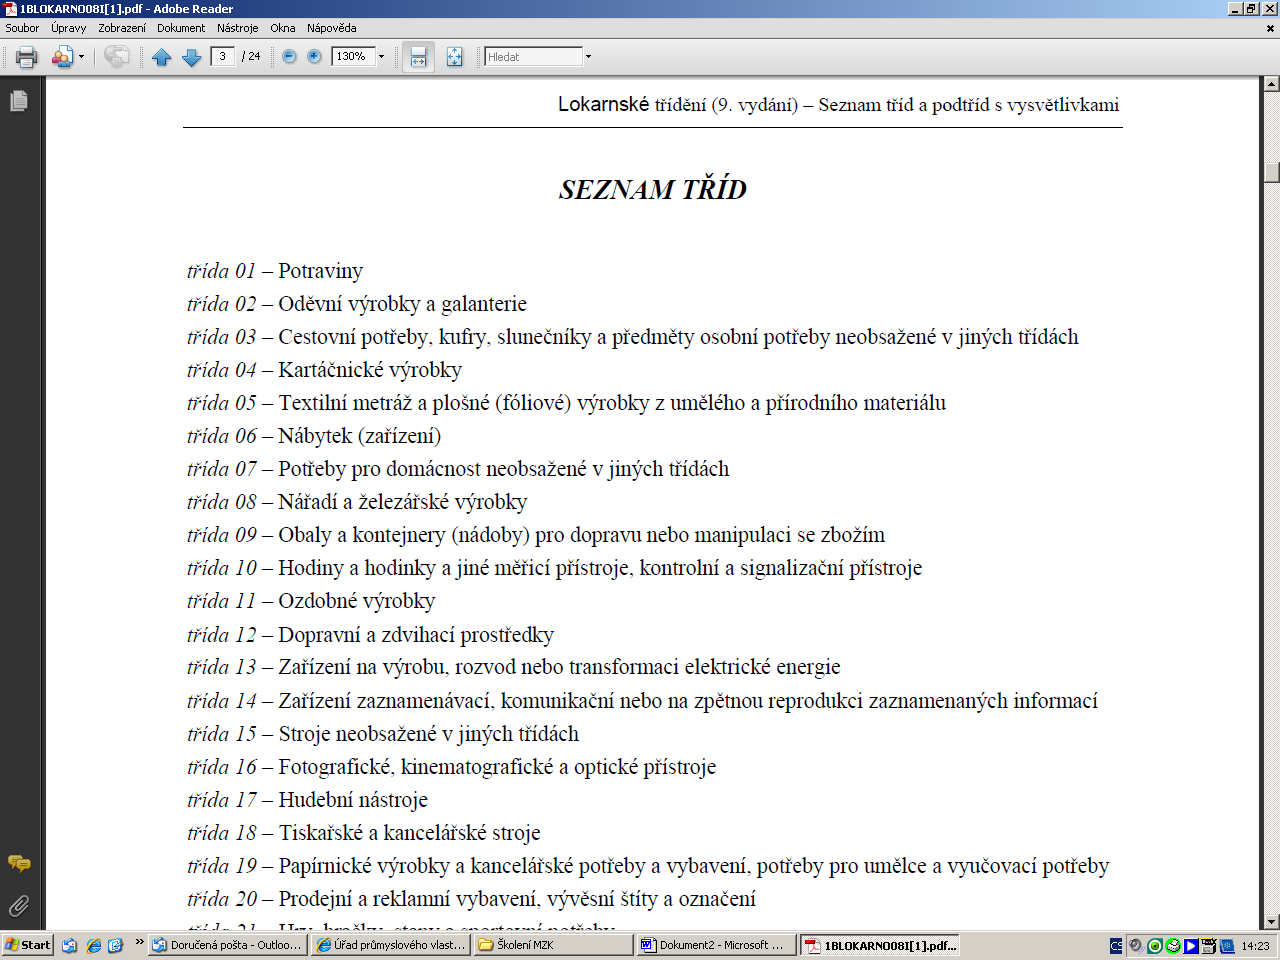 1BLOKARNO08I[1].pdf - Adobe Reader
Soubor Úpravy Zobrazení Dokument Nástroje Okna Nápověda
3 / 24 130% Hledat
Lokarnské třídění (9. vydání) – Seznam tříd a podtříd s vysvětlivkami
SEZNAM TŘÍD
třída 01 – Potraviny
třída 02 – Oděvní výrobky a galanterie
třída 03 – Cestovní potřeby, kufry, slunečníky a předměty osobní potřeby neobsažené v jiných třídách
třída 04 – Kartáčnické výrobky
třída 05 – Textilní metráž a plošné (fóliové) výrobky z umělého a přírodního materiálu
třída 06 – Nábytek (zařízení)
třída 07 – Potřeby pro domácnost neobsažené v jiných třídách
třída 08 – Nářadí a železářské výrobky
třída 09 – Obaly a kontejnery (nádoby) pro dopravu nebo manipulaci se zbožím
třída 10 – Hodiny a hodinky a jiné měřicí přístroje, kontrolní a signalizační přístroje
třída 11 – Ozdobné výrobky
třída 12 – Dopravní a zdvihací prostředky
třída 13 – Zařízení na výrobu, rozvod nebo transformaci elektrické energie
třída 14 – Zařízení zaznamenávací, komunikační nebo na zpětnou reprodukci zaznamenaných informací
třída 15 – Stroje neobsažené v jiných třídách
třída 16 – Fotografické, kinematografické a optické přístroje
třída 17 – Hudební nástroje
třída 18 – Tiskařské a kancelářské stroje
třída 19 – Papírnické výrobky a kancelářské potřeby a vybavení, potřeby pro umělce a vyučovací potřeby
třída 20 – Prodejní a reklamní vybavení, vývěsní štíty a označení
třída 21 – Hry, hračky, stany a sportovní potřeby
Start » Doručená pošta - Outloo... Úřad průmyslového vlast... Školení MZK Dokument2 - Microsoft ... 1BLOKARNO08I[1].pdf... CS 14:23